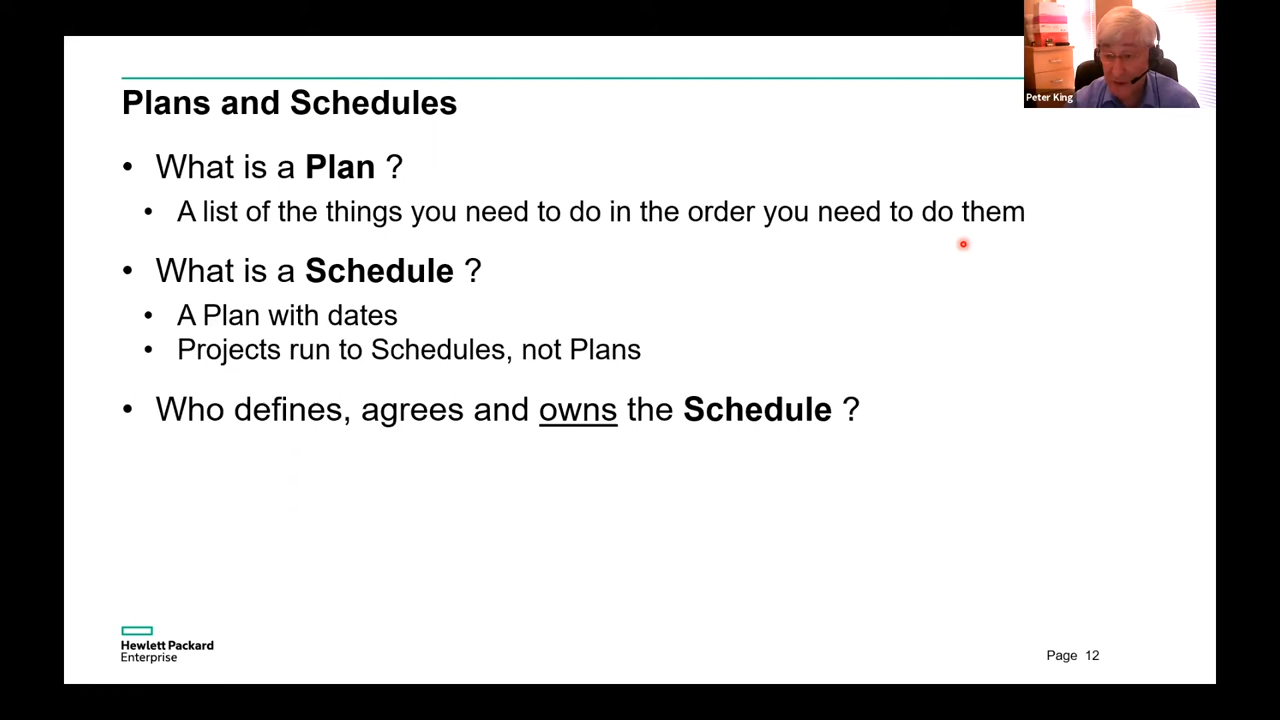 Peter King
Plans and Schedules
• What is a Plan ?
• A list of the things you need to do in the order you need to do them
• What is a Schedule ?
• A Plan with dates
• Projects run to Schedules, not Plans
• Who defines, agrees and owns the Schedule ?
Hewlett Packard
Enterprise
Page 12